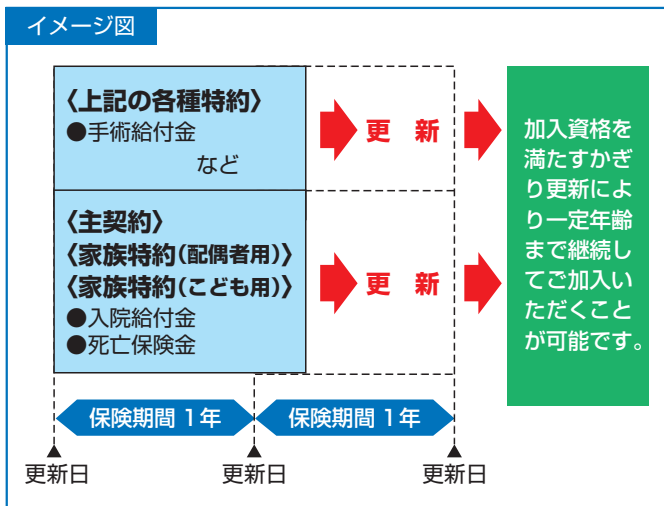 イメージ図
〈上記の各種特約〉
●手術給付金
など
更 新
〈主契約〉
〈家族特約(配偶者用)〉
〈家族特約(こども用)〉
●入院給付金
●死亡保険金
更 新
加入資格を
満たすかぎ
り更新によ
り一定年齢
まで継続し
てご加入い
ただくこと
が可能です。
保険期間 1年
保険期間 1年
更新日
更新日
更新日